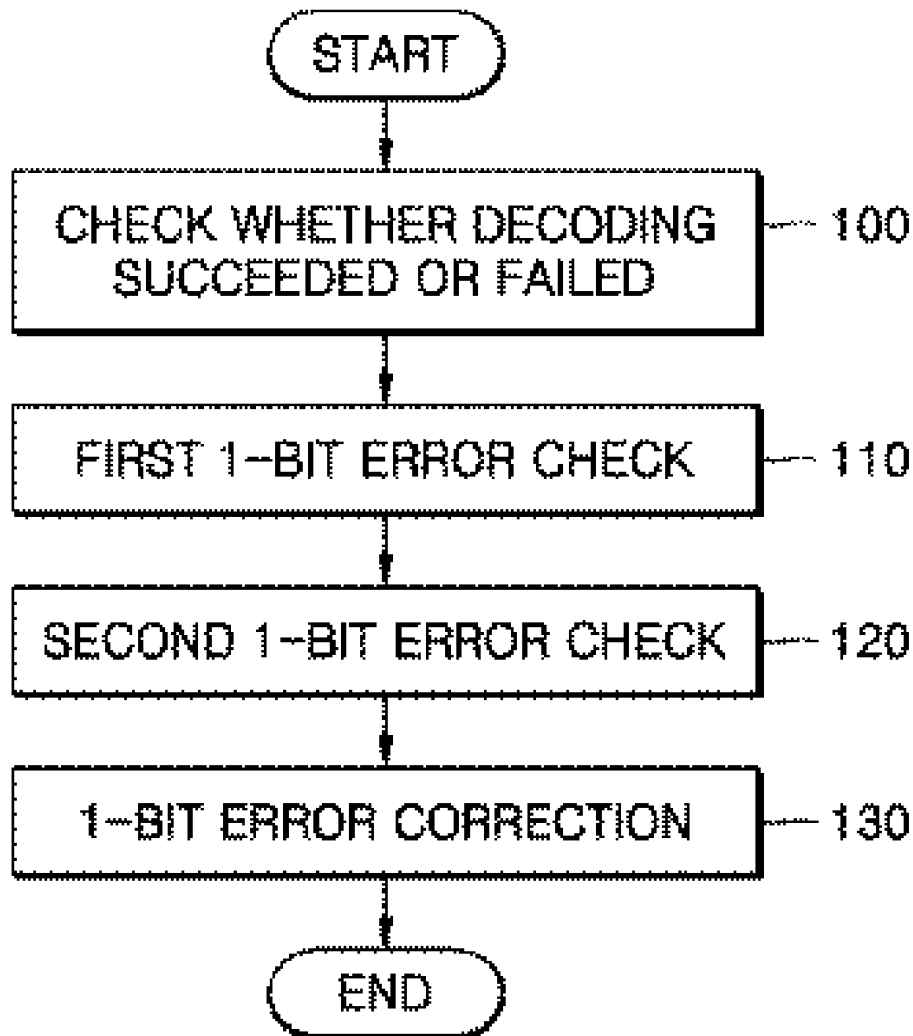 START
CHECK WHETHER DECODING
SUCCEEDED OR FAILED
100
FIRST 1-BIT ERROR CHECK
110
SECOND 1-BIT ERROR CHECK
120
1-BIT ERROR CORRECTION
130
END